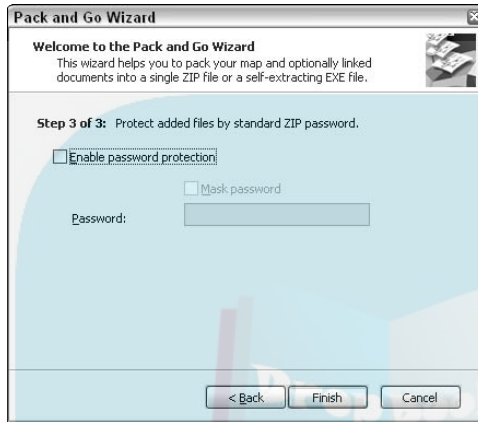 Pack and Go Wizard
Welcome to the Pack and Go Wizard
This wizard helps you to pack your map and optionally linked
documents into a single ZIP file or a self-extracting EXE file.
Step 3 of 3: Protect added files by standard ZIP password.
Enable password protection
Mask password
Password:
< Back
Finish
Cancel